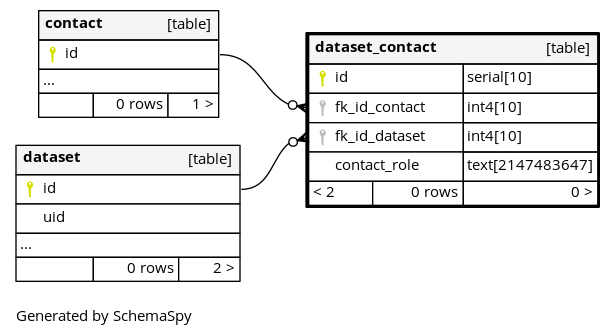 contact [table]
id
...
0 rows 1 >
dataset_contact [table]
id serial[10]
fk_id_contact int4[10]
fk_id_dataset int4[10]
contact_role text[2147483647]
< 2 0 rows 0 >
dataset [table]
id
uid
...
0 rows 2 >
Generated by SchemaSpy